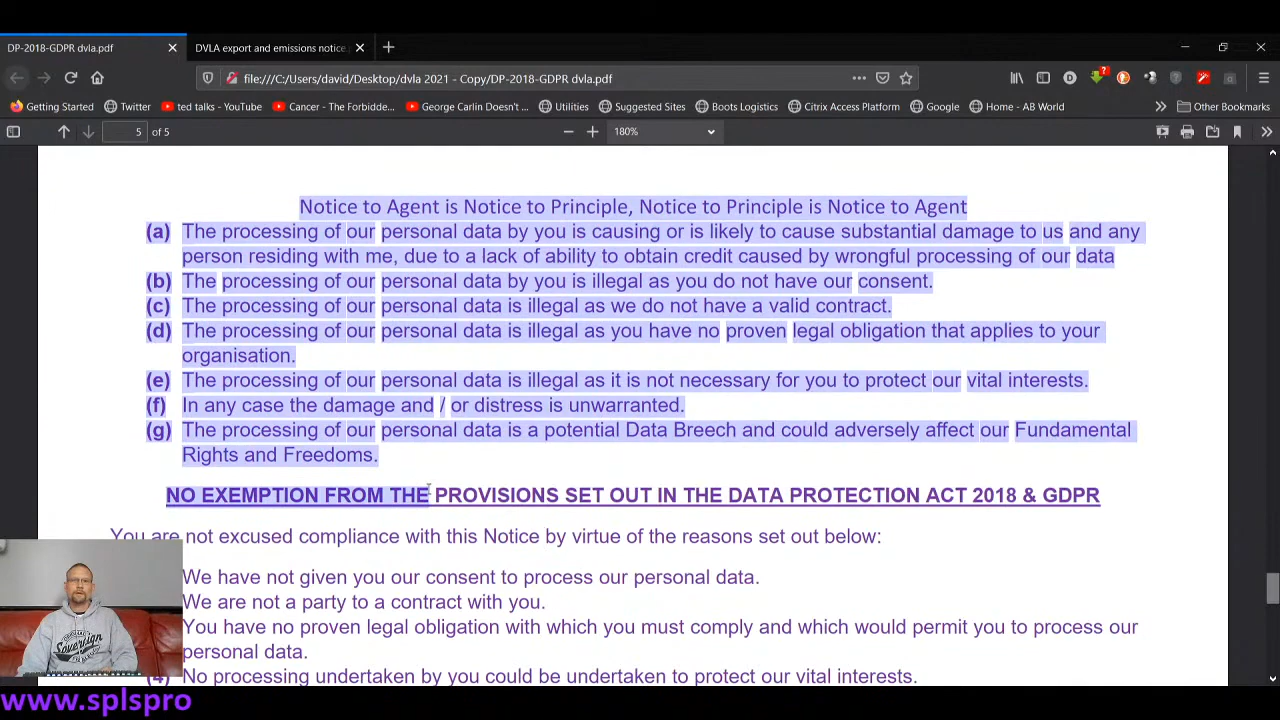 DP-2018-GDPR dvla.pdf
DVLA export and emissions notice.
file:///C:/Users/david/Desktop/dvla 2021 - Copy/DP-2018-GDPR dvla.pdf
Getting Started Twitter ted talks - YouTube Cancer - The Forbidde... George Carlin Doesn't ... Utilities Suggested Sites Boots Logistics Citrix Access Platform Google Home - AB World Other Bookmarks
5 of 5 180%
Notice to Agent is Notice to Principle, Notice to Principle is Notice to Agent
(a) The processing of our personal data by you is causing or is likely to cause substantial damage to us and any
person residing with me, due to a lack of ability to obtain credit caused by wrongful processing of our data
(b) The processing of our personal data by you is illegal as you do not have our consent.
(c) The processing of our personal data is illegal as we do not have a valid contract.
(d) The processing of our personal data is illegal as you have no proven legal obligation that applies to your
organisation.
(e) The processing of our personal data is illegal as it is not necessary for you to protect our vital interests.
(f) In any case the damage and / or distress is unwarranted.
(g) The processing of our personal data is a potential Data Breech and could adversely affect our Fundamental
Rights and Freedoms.
NO EXEMPTION FROM THE PROVISIONS SET OUT IN THE DATA PROTECTION ACT 2018 & GDPR
You are not excused compliance with this Notice by virtue of the reasons set out below:
We have not given you our consent to process our personal data.
We are not a party to a contract with you.
You have no proven legal obligation with which you must comply and which would permit you to process our
personal data.
(4) No processing undertaken by you could be undertaken to protect our vital interests.
Sovereign
www.splspro